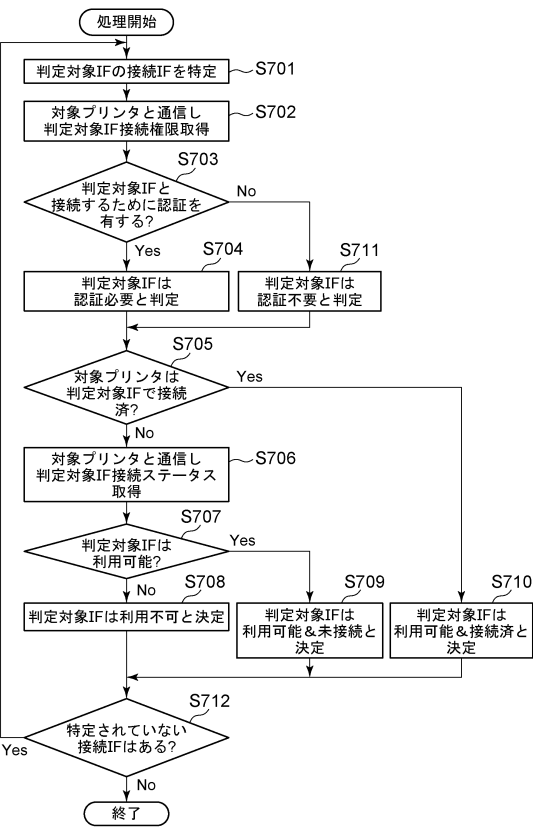 処理開始
判定対象IFの接続IFを特定
S701
対象プリンタと通信し
判定対象IF接続権限取得
S702
S703
判定対象IFと
接続するために認証を
有する?
No
Yes
S704
判定対象IFは
認証必要と判定
S711
判定対象IFは
認証不要と判定
S705
対象プリンタは
判定対象IFで接続
済?
Yes
No
対象プリンタと通信し
判定対象IF接続ステータス
取得
S706
S707
判定対象IFは
利用可能?
Yes
No
S708
判定対象IFは利用不可と決定
S709
判定対象IFは
利用可能&未接続と
決定
S710
判定対象IFは
利用可能&接続済と
決定
S712
特定されていない
接続IFはある?
Yes
No
終了